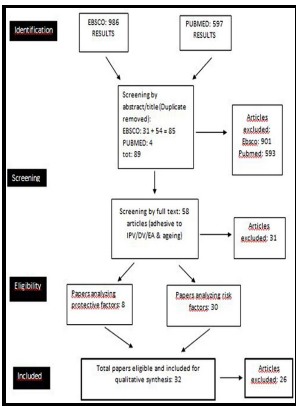 Identification
EBSCO: 986
RESULTS
PUBMED: 597
RESULTS
Screening by
abstract/title(Duplicate
removed):
EBSCO: 31 + 54 = 85
PUBMED: 4
tot: 89
Articles
excluded:
Ebsco: 901
Pubmed: 593
Screening
Screening by full text: 58
articles (adhesive to
IPV/DV/EA & ageing)
Articles
excluded: 31
Eligibility
Papers analyzing
protective factors: 8
Papers analyzing risk
factors: 30
Included
Total papers eligible and included for
qualitative synthesis: 32
Articles
excluded: 26